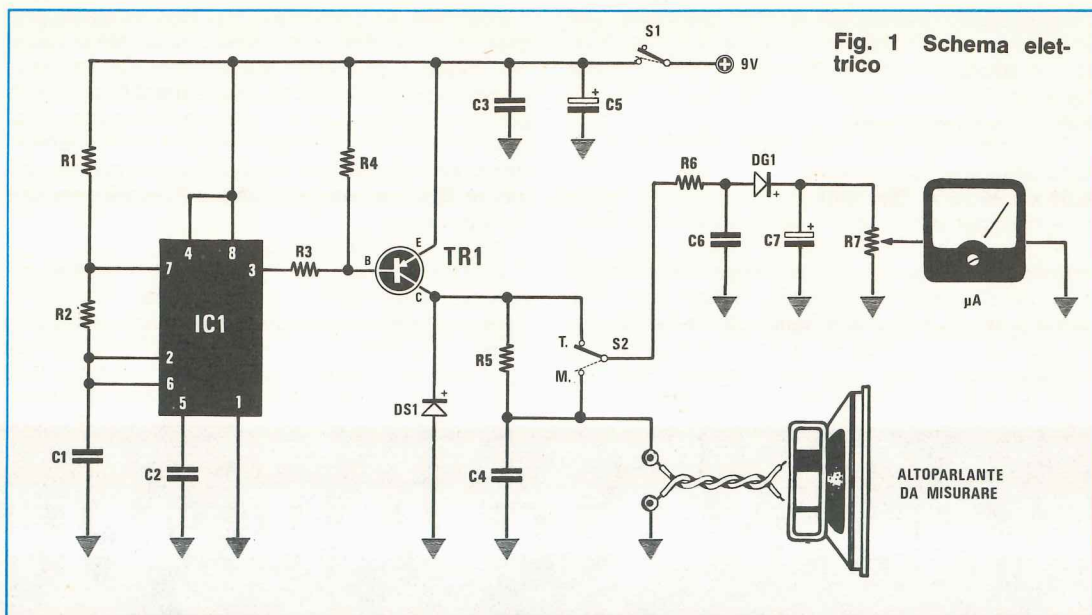 Fig. 1 Schema elet-
trico
S1
9V
C3
C5
R1
R4
R6
DG1
+
+
+
C6
C7
R7
µA
4
8
7
3
R3
B
E
C
TR1
R2
IC1
2
6
5
1
T.
S2
M.
R5
DS1
+
C1
C2
C4
ALTOPARLANTE
DA MISURARE